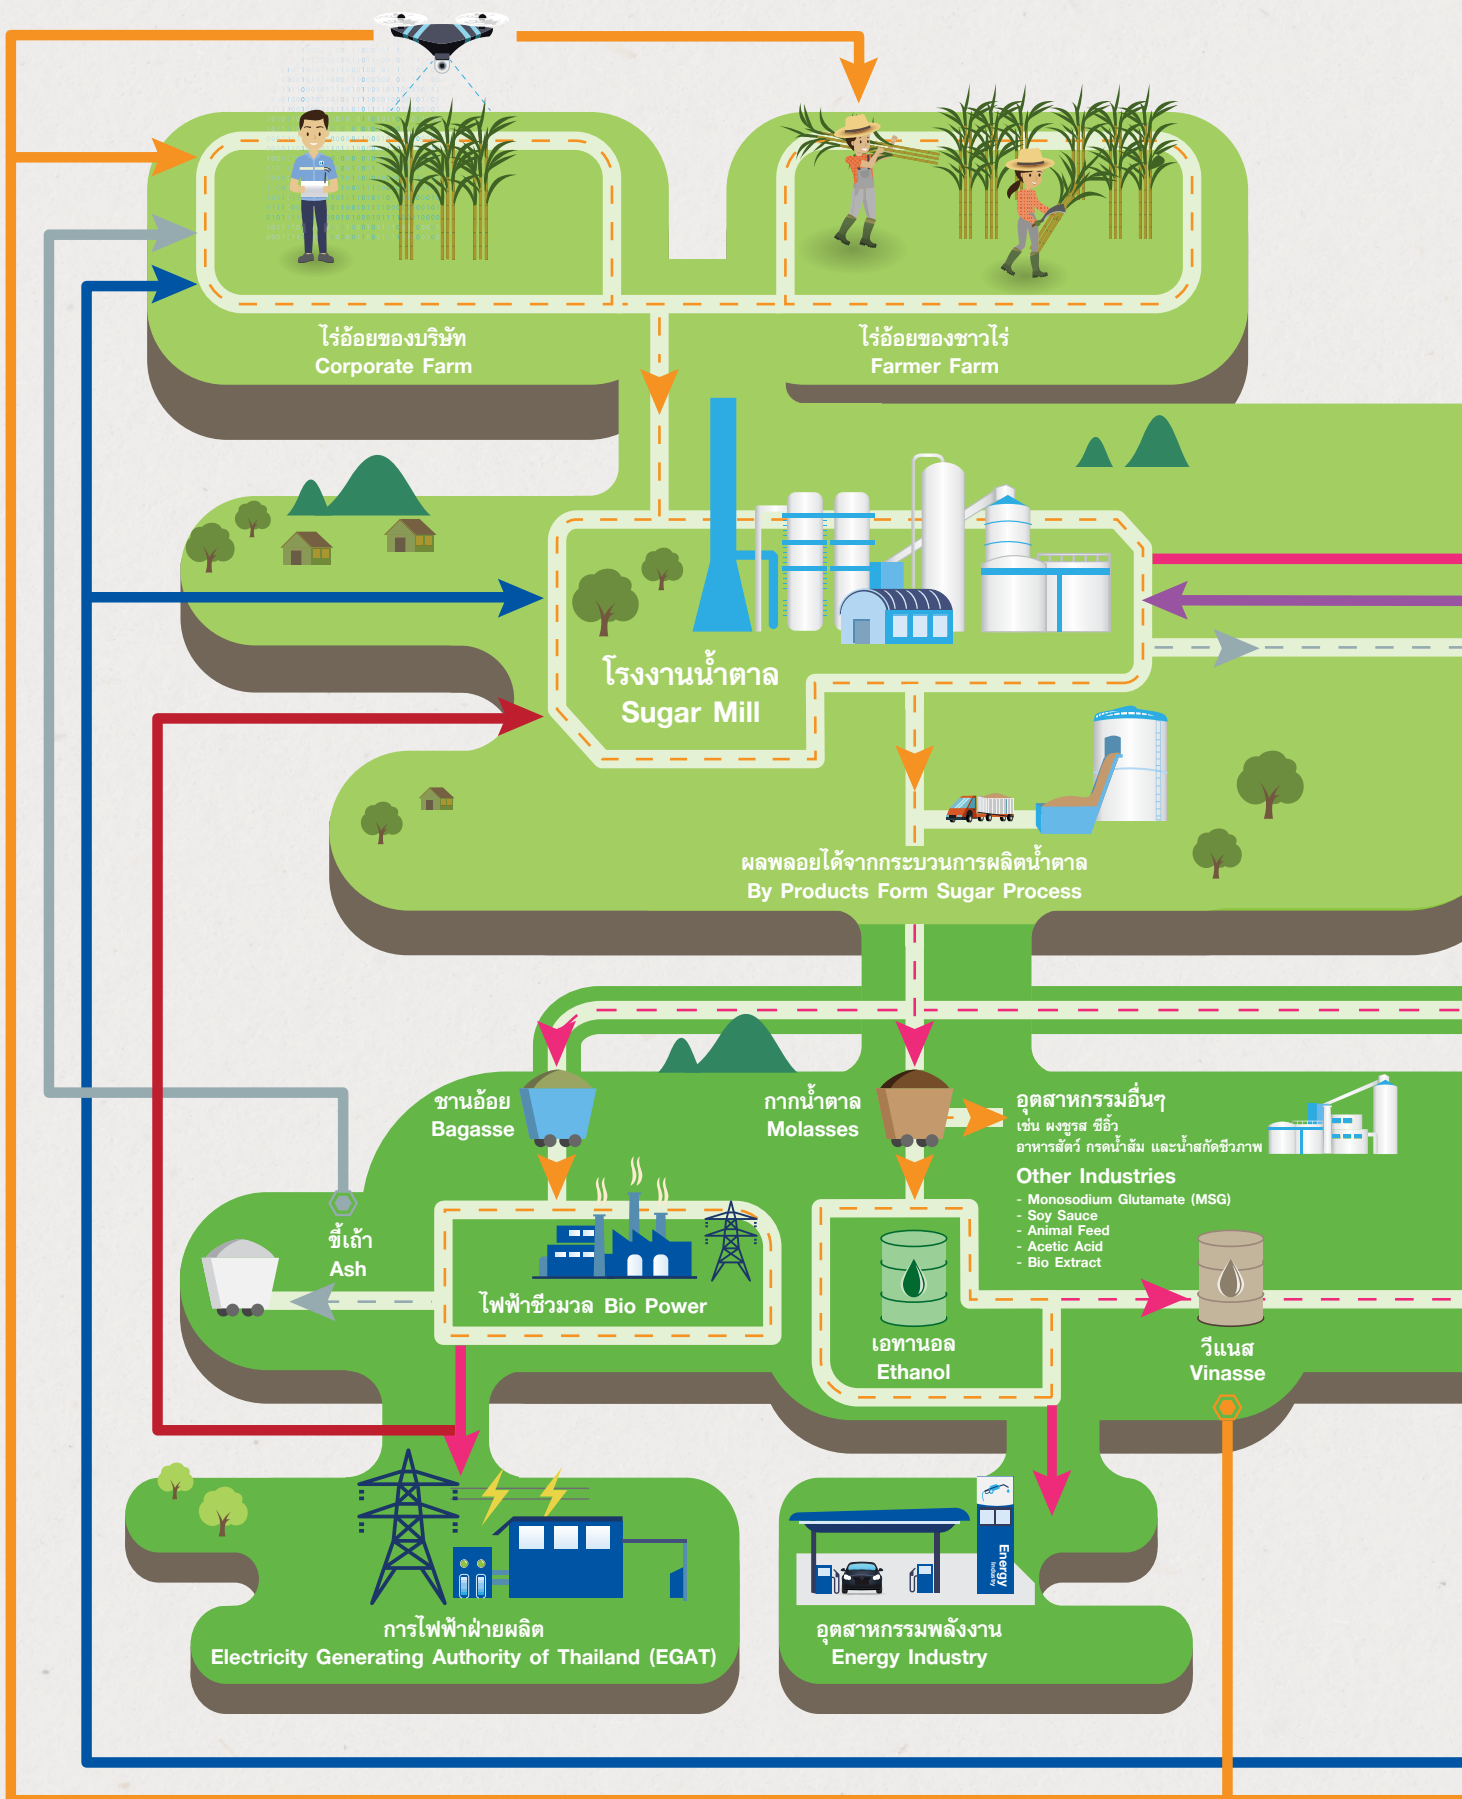 ไร่อ้อยของบริษัท
Corporate Farm
ไร่อ้อยของชาวไร่
Farmer Farm
โรงงานน้ำตาล
Sugar Mill
ผลพลอยได้จากกระบวนการผลิตน้ำตาล
By Products Form Sugar Process
ชานอ้อย
Bagasse
กากน้ำตาล
Molasses
อุตสาหกรรมอื่นๆ
เช่น ผงชูรส ซีอิ้ว
อาหารสัตว์ กรดน้ำส้ม และน้ำสกัดชีวภาพ
Other Industries
- Monosodium Glutamate (MSG)
- Soy Sauce
- Animal Feed
- Acetic Acid
- Bio Extract
ขี้เถ้า
Ash
ไฟฟ้าชีวมวล Bio Power
เอทานอล
Ethanol
วีแนส
Vinasse
การไฟฟ้าฝ่ายผลิต
Electricity Generating Authority of Thailand (EGAT)
Energy
Industry
อุตสาหกรรมพลังงาน
Energy Industry